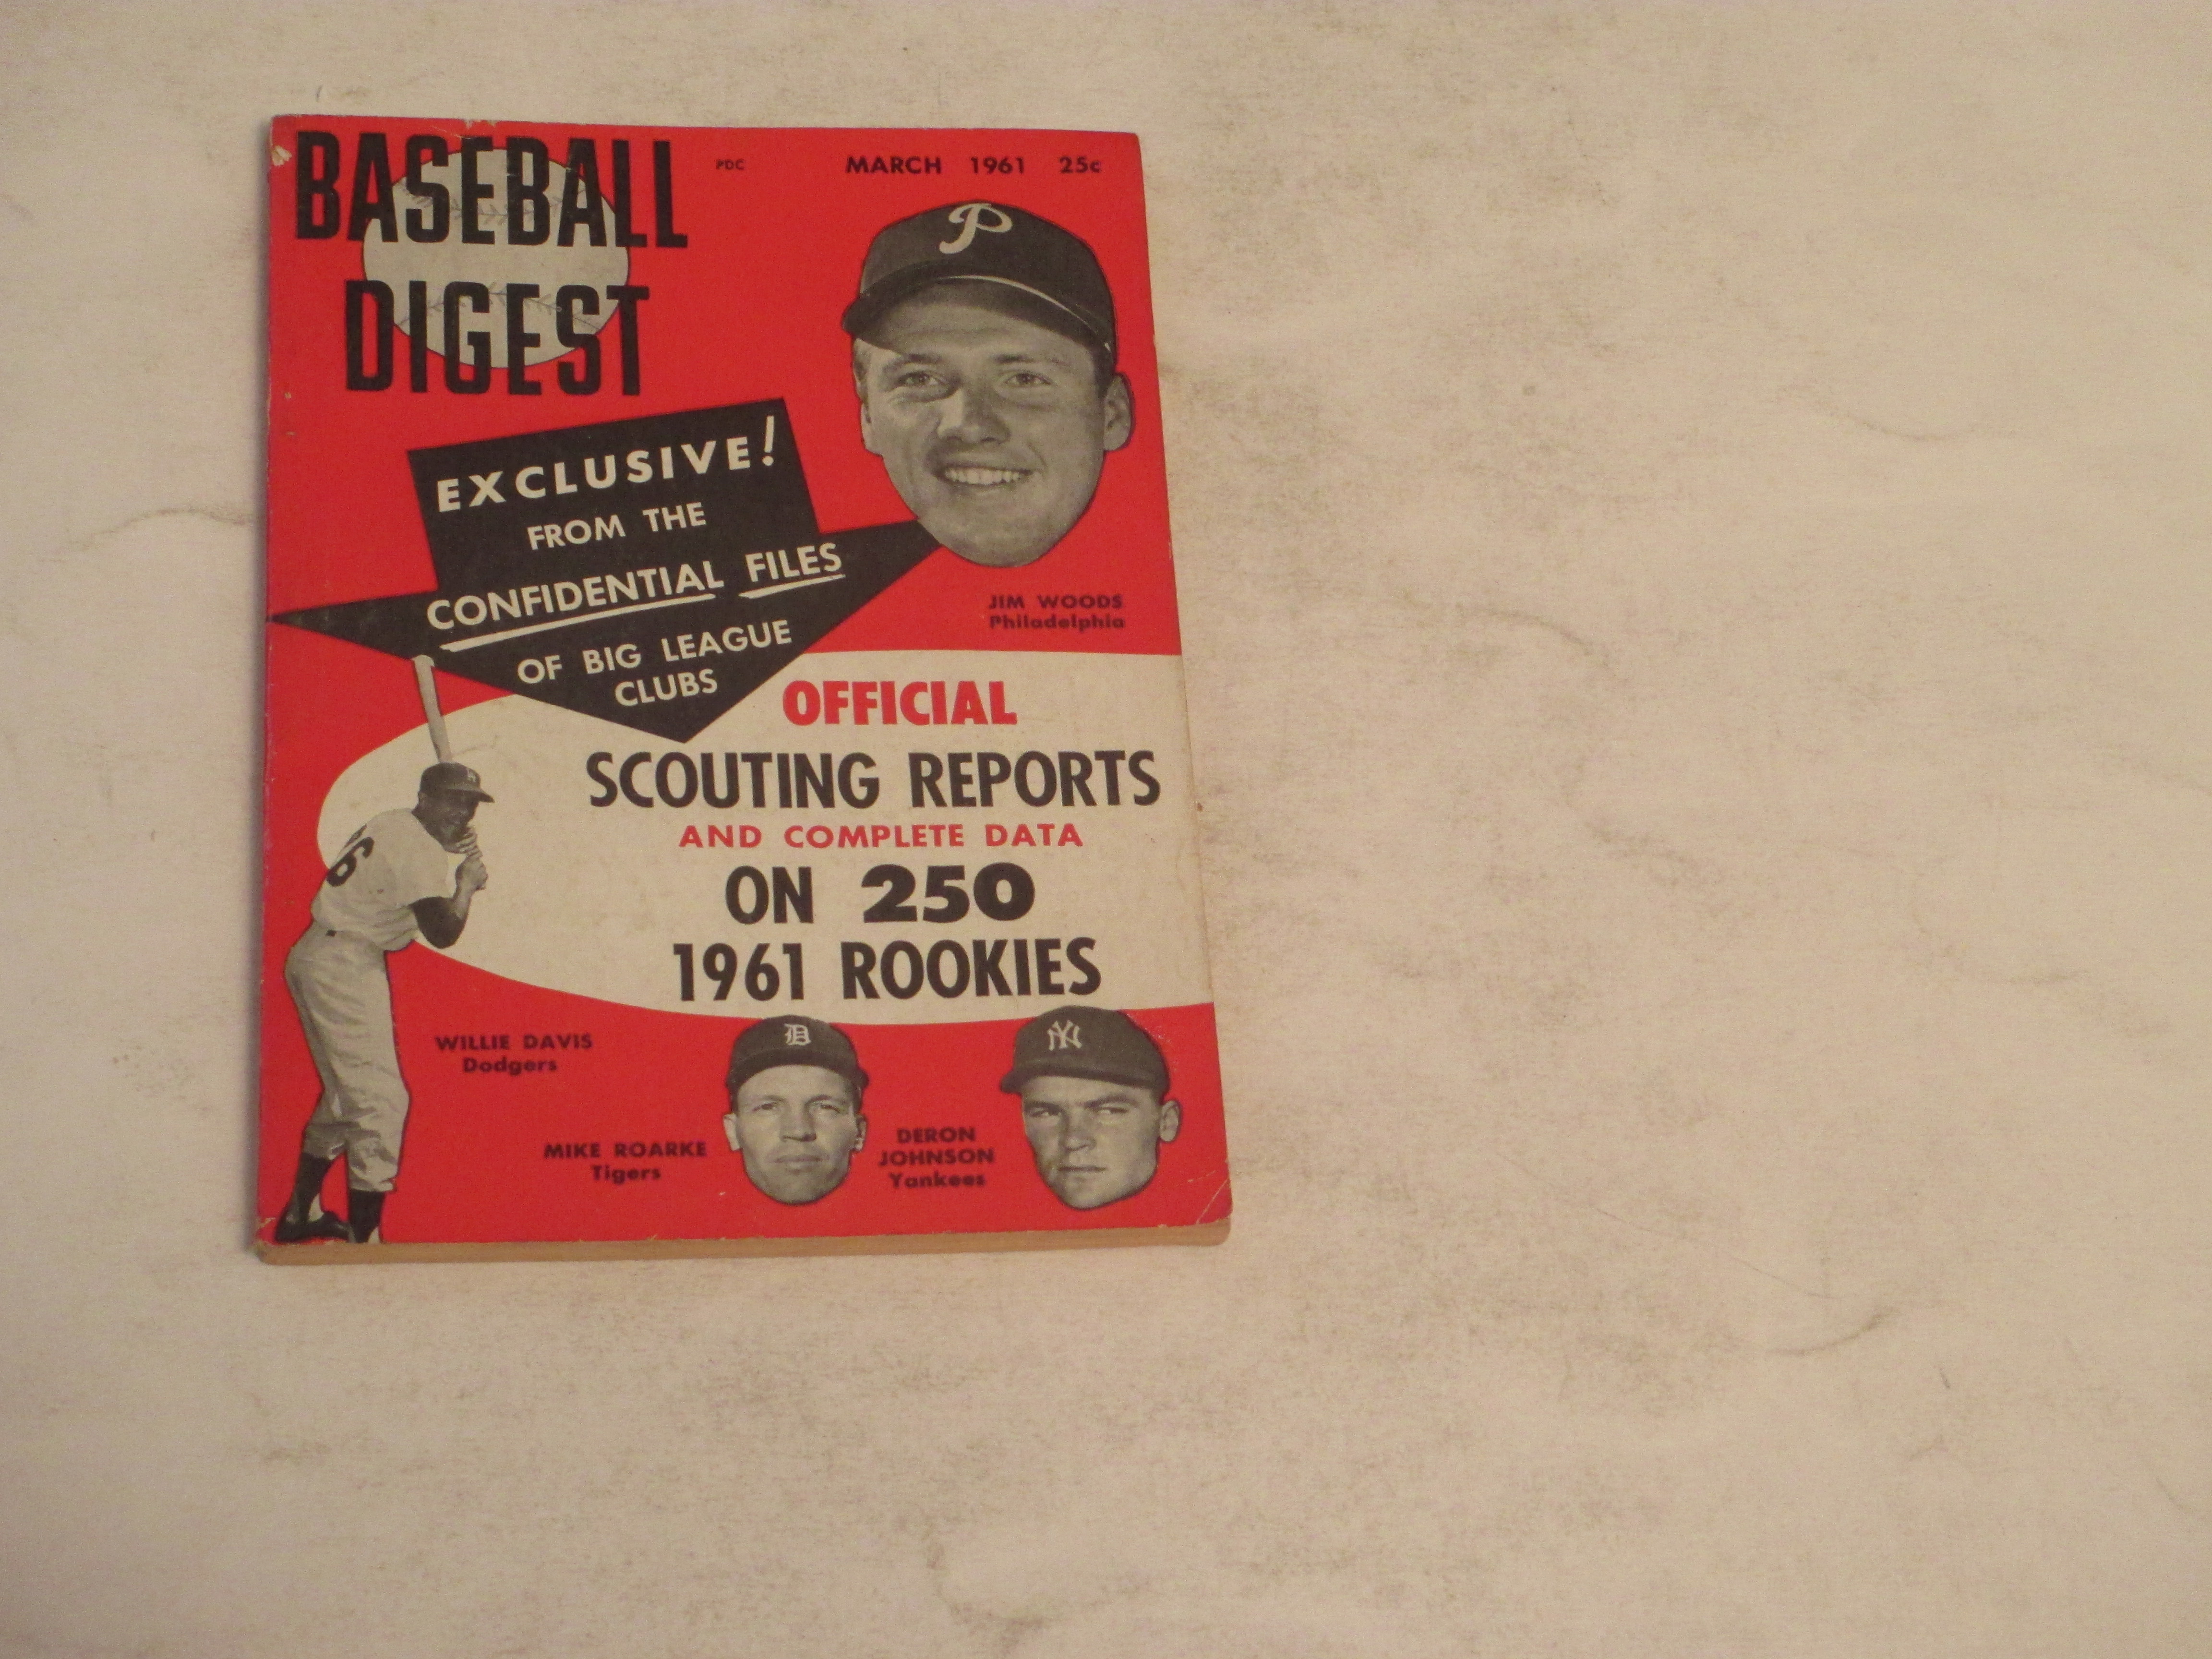 BASEBALL
DIGEST
PDC
MARCH 1961 25c
P
EXCLUSIVE!
FROM THE
CONFIDENTIAL FILES
OF BIG LEAGUE
CLUBS
JIM WOODS
Philadelphia
OFFICIAL
SCOUTING REPORTS
AND COMPLETE DATA
ON 250
1961 ROOKIES
WILLIE DAVIS
Dodgers
D
MIKE ROARKE
Tigers
NY
DERON
JOHNSON
Yankees